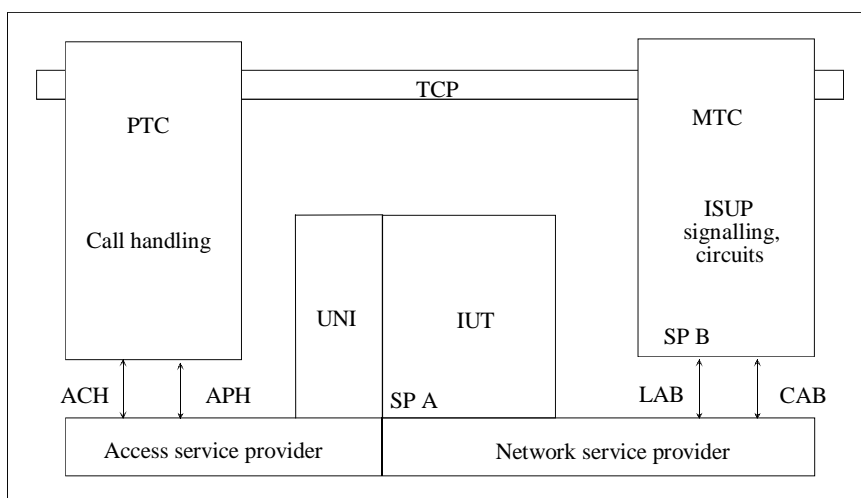 TCP
PTC
MTC
Call handling
ISUP
signalling,
circuits
UNI
IUT
SP B
ACH
APH
SP A
LAB
CAB
Access service provider
Network service provider